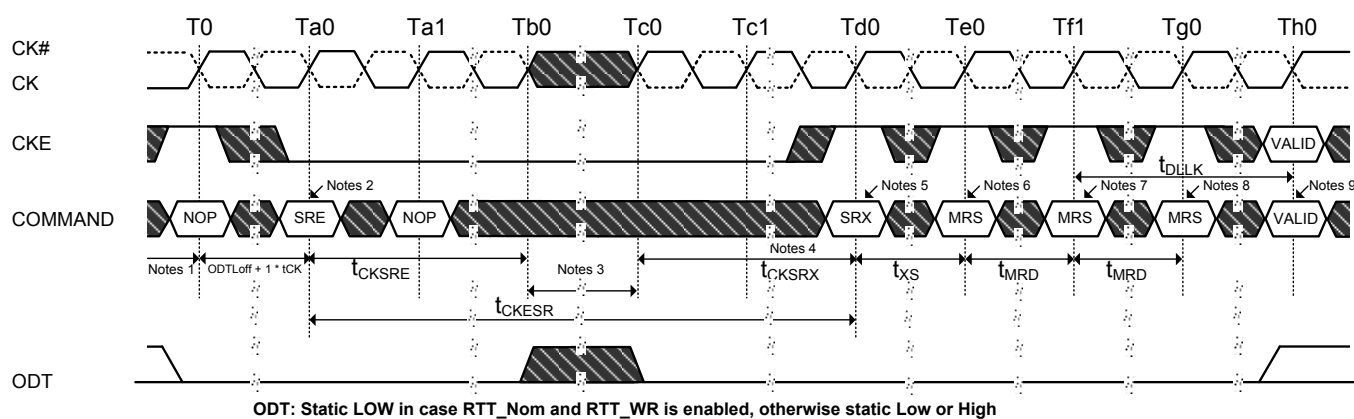 T0 Ta0 Ta1 Tb0 Tc0 Tc1 Td0 Te0 Tf1 Tg0 Th0
CK#
CK
CKE
VALID
tDLLK
Notes 2 Notes 5 Notes 6 Notes 7 Notes 8 Notes 9
COMMAND
NOP SRE NOP SRX MRS MRS MRS VALID
Notes 1 ODTLoff + 1 * tCK tCKSRE Notes 3 Notes 4 tCKSRX tXS tMRD tMRD
tCKESR
ODT
ODT: Static LOW in case RTT_Nom and RTT_WR is enabled, otherwise static Low or High